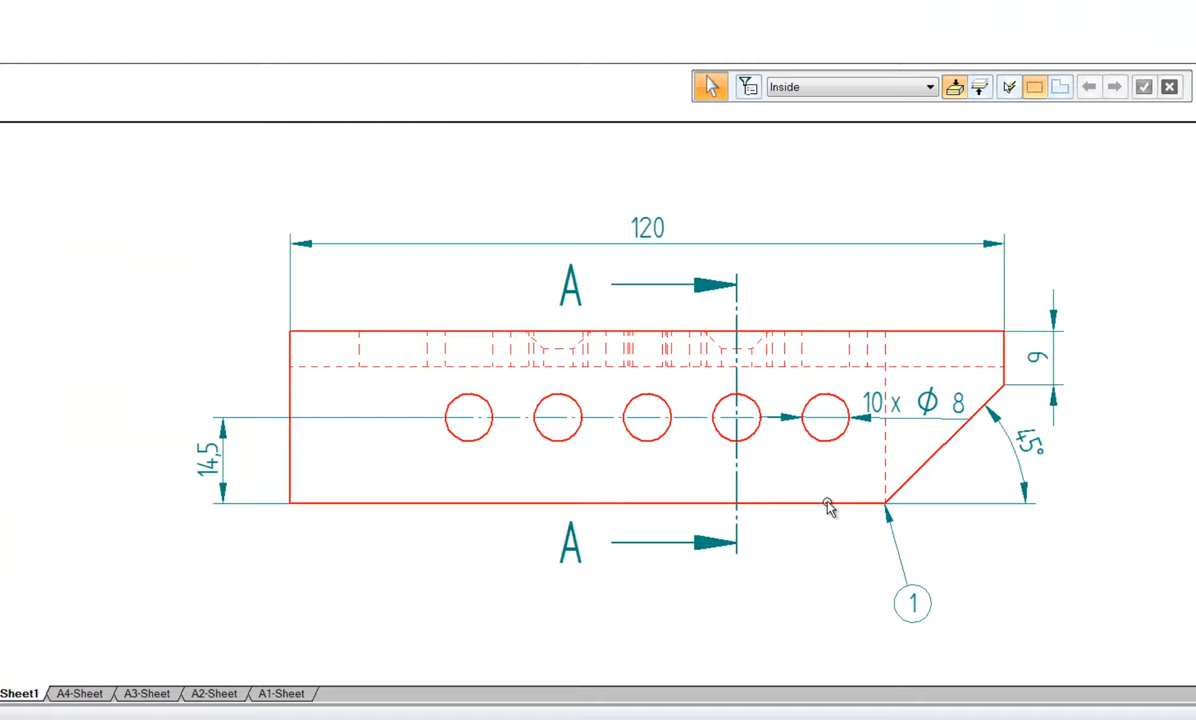 Inside
120
A
9
10 x Ø 8
45°
14,5
A
1
Sheet1
A4-Sheet
A3-Sheet
A2-Sheet
A1-Sheet